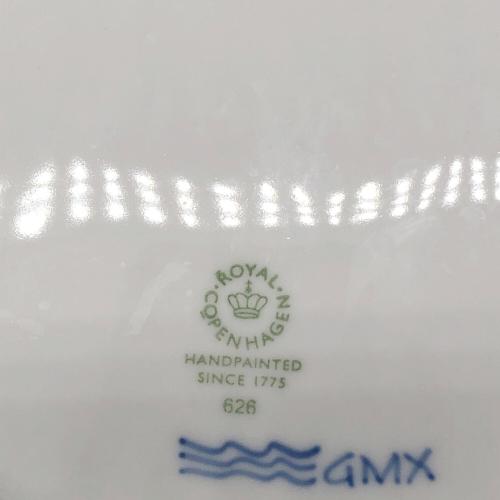 ROYAL
COPENHAGEN
HANDPAINTED
SINCE 1775
626
GMX